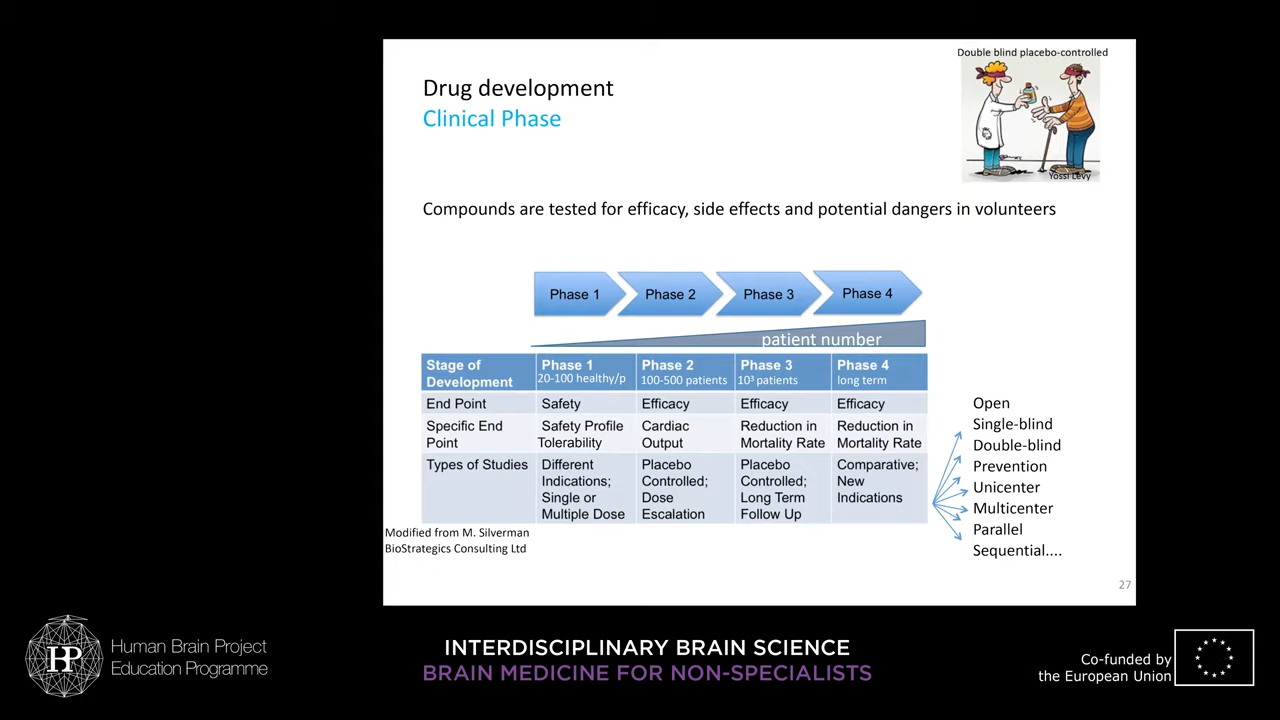 Double blind placebo-controlled
Drug development
Clinical Phase
Yossi Levy
Compounds are tested for efficacy, side effects and potential dangers in volunteers
Phase 1
Phase 2
Phase 3
Phase 4
patient number
Stage of Development
Phase 1
20-100 healthy/p
Phase 2
100-500 patients
Phase 3
10³ patients
Phase 4
long term
End Point
Safety
Efficacy
Efficacy
Efficacy
Specific End
Point
Safety Profile
Tolerability
Cardiac
Output
Reduction in
Mortality Rate
Reduction in
Mortality Rate
Types of Studies
Different
Indications;
Single or
Multiple Dose
Placebo
Controlled;
Dose
Escalation
Placebo
Controlled;
Long Term
Follow Up
Comparative;
New
Indications
Open
Single-blind
Double-blind
Prevention
Unicenter
Multicenter
Parallel
Sequential....
Modified from M. Silverman
BioStrategics Consulting Ltd
27
HBP
Human Brain Project
Education Programme
INTERDISCIPLINARY BRAIN SCIENCE
BRAIN MEDICINE FOR NON-SPECIALISTS
Co-funded by
the European Union